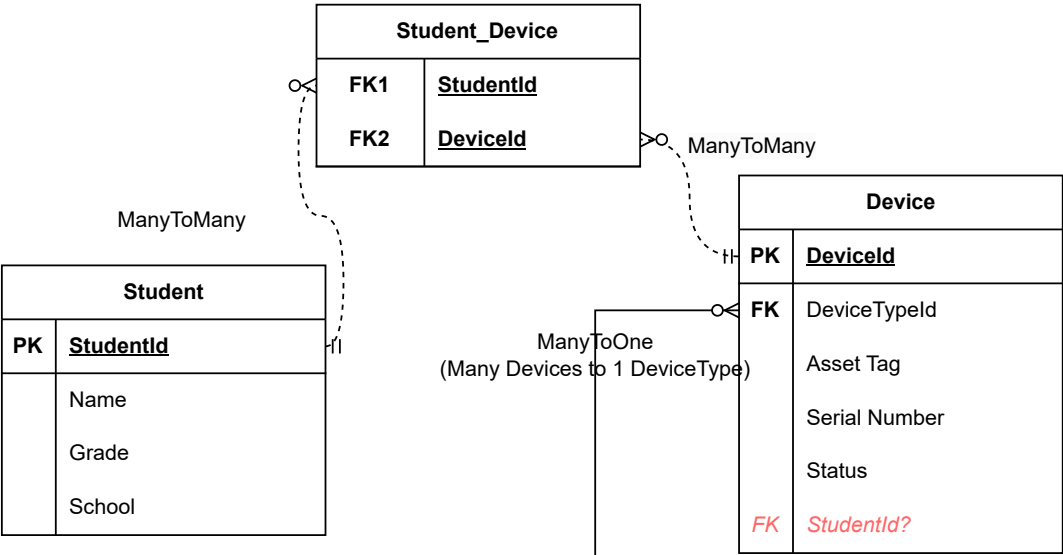 Student_Device
FK1 StudentId
FK2 DeviceId
ManyToMany
ManyToMany
Device
PK DeviceId
FK DeviceTypeId
Asset Tag
Serial Number
Status
FK StudentId?
Student
PK StudentId
Name
Grade
School
ManyToOne
(Many Devices to 1 DeviceType)